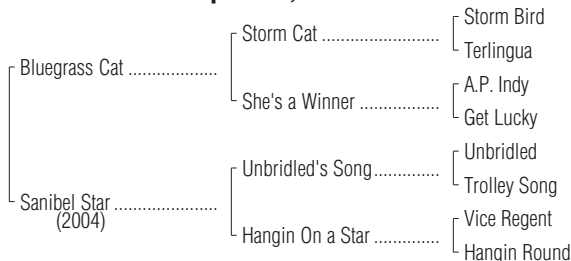 Storm Bird
Storm Cat ..........................
Terlingua
Bluegrass Cat ....................
A.P. Indy
She's a Winner ..................
Get Lucky
Unbridled
Unbridled's Song................
Trolley Song
Sanibel Star .......................
(2004)
Vice Regent
Hangin On a Star ...............
Hangin Round